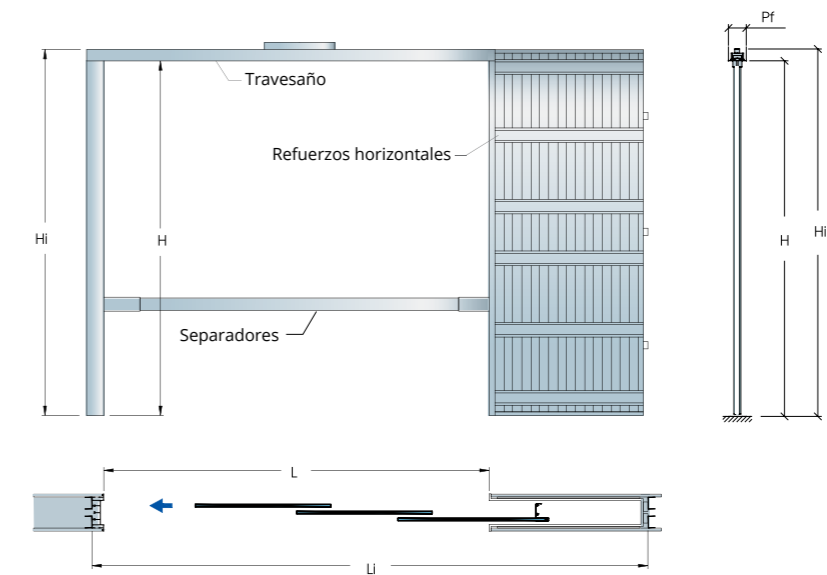 Pf
Travesaño
Refuerzos horizontales
Hi
H
H
Hi
Separadores
L
Li